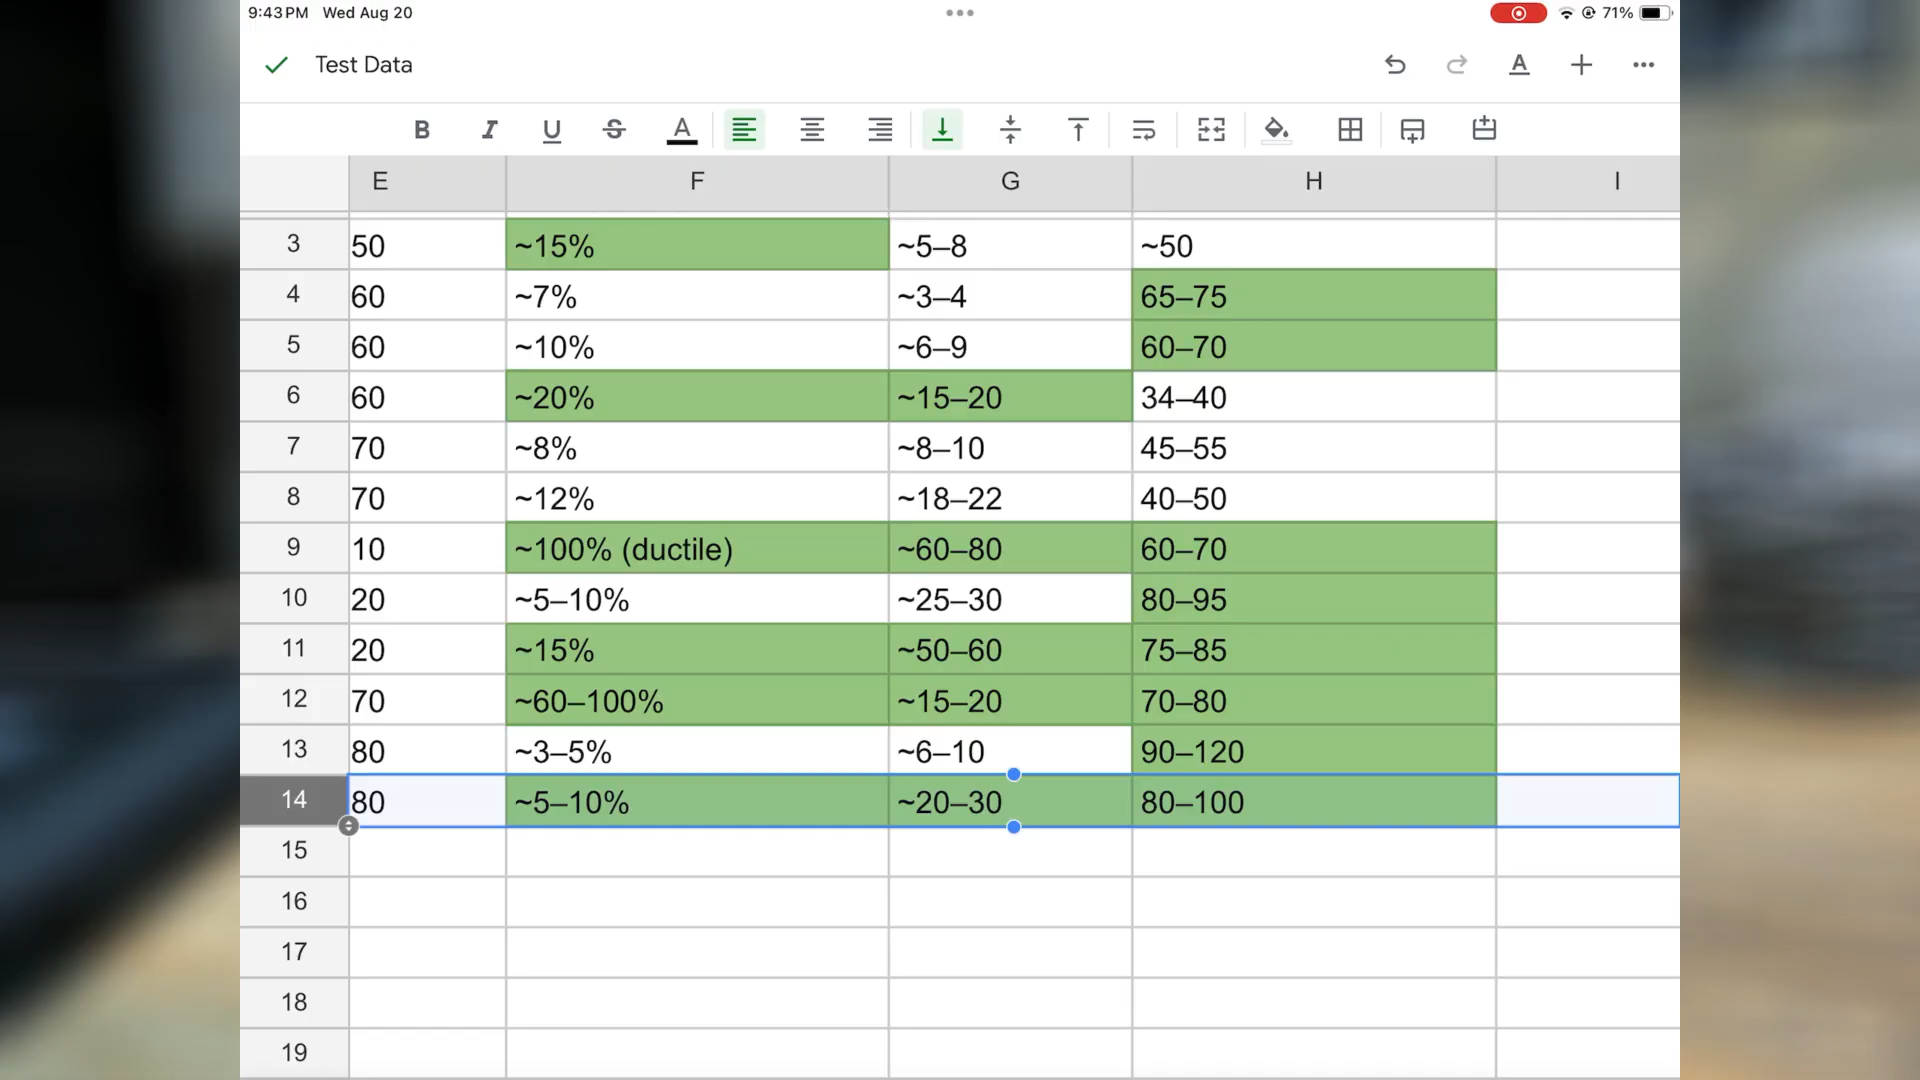 9:43 PM Wed Aug 20 71%
Test Data
B I U S A
E F G H I
3 50 ~15% ~5–8 ~50
4 60 ~7% ~3–4 65–75
5 60 ~10% ~6–9 60–70
6 60 ~20% ~15–20 34–40
7 70 ~8% ~8–10 45–55
8 70 ~12% ~18–22 40–50
9 10 ~100% (ductile) ~60–80 60–70
10 20 ~5–10% ~25–30 80–95
11 20 ~15% ~50–60 75–85
12 70 ~60–100% ~15–20 70–80
13 80 ~3–5% ~6–10 90–120
14 80 ~5–10% ~20–30 80–100
15
16
17
18
19